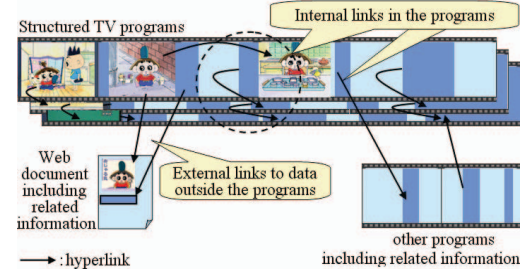 Structured TV programs
Internal links in the programs
Web
document
including
related
information
External links to data
outside the programs
other programs
including related information
: hyperlink